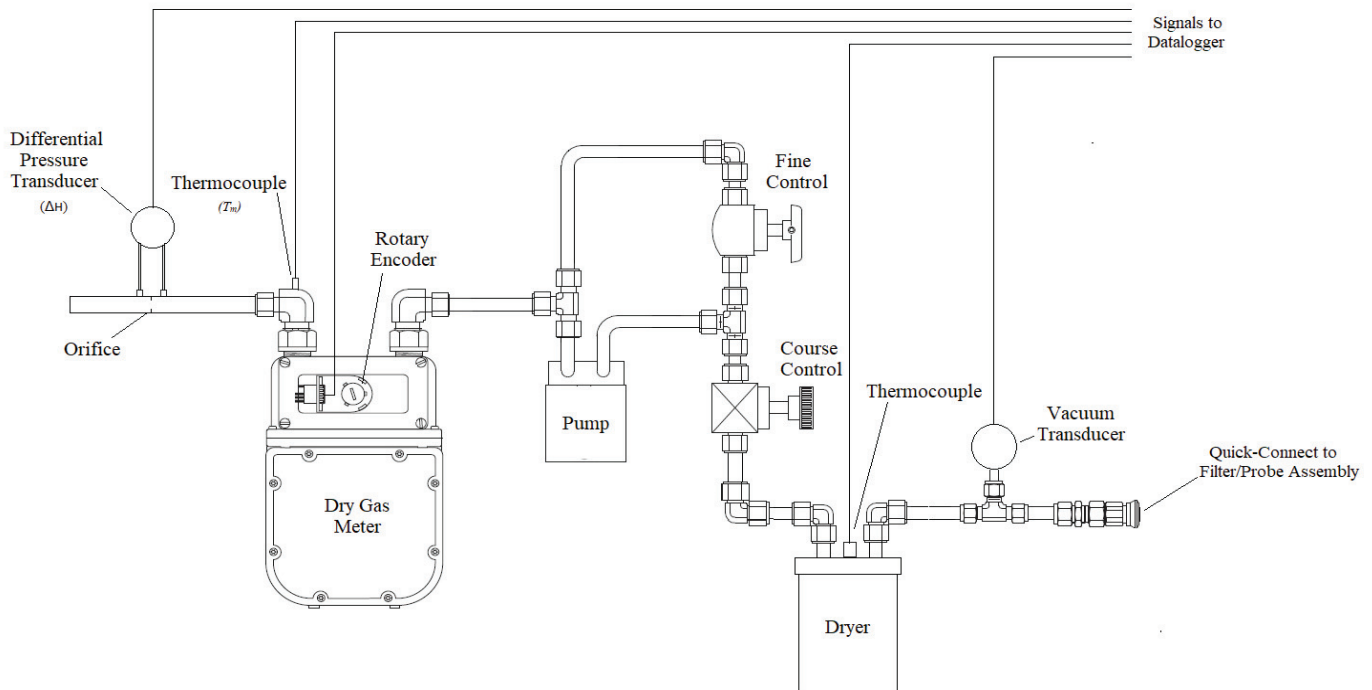 Signals to
Datalogger
Differential
Pressure
Transducer
(ΔH)
Thermocouple
(Tm)
Rotary
Encoder
Fine
Control
Orifice
Course
Control
Thermocouple
Vacuum
Transducer
Pump
Quick-Connect to
Filter/Probe Assembly
Dry Gas
Meter
Dryer